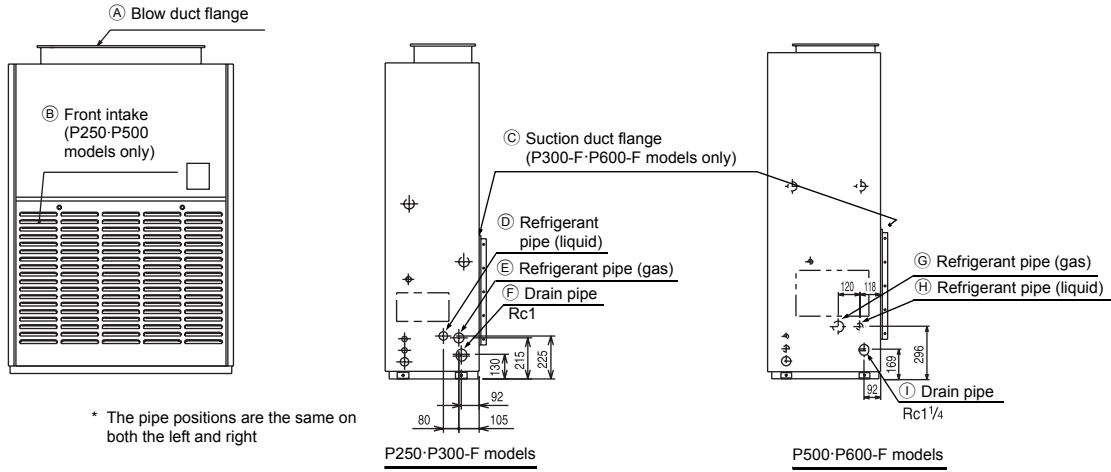 Ⓐ Blow duct flange
Ⓑ Front intake
(P250·P500
models only)
Ⓒ Suction duct flange
(P300-F·P600-F models only)
Ⓓ Refrigerant
pipe (liquid)
Ⓔ Refrigerant pipe (gas)
Ⓕ Drain pipe
Rc1
130
215
225
92
80
105
Ⓖ Refrigerant pipe (gas)
Ⓗ Refrigerant pipe (liquid)
120
118
169
296
92
Ⓘ Drain pipe
Rc1 1/4
* The pipe positions are the same on
both the left and right
P250·P300-F models
P500·P600-F models